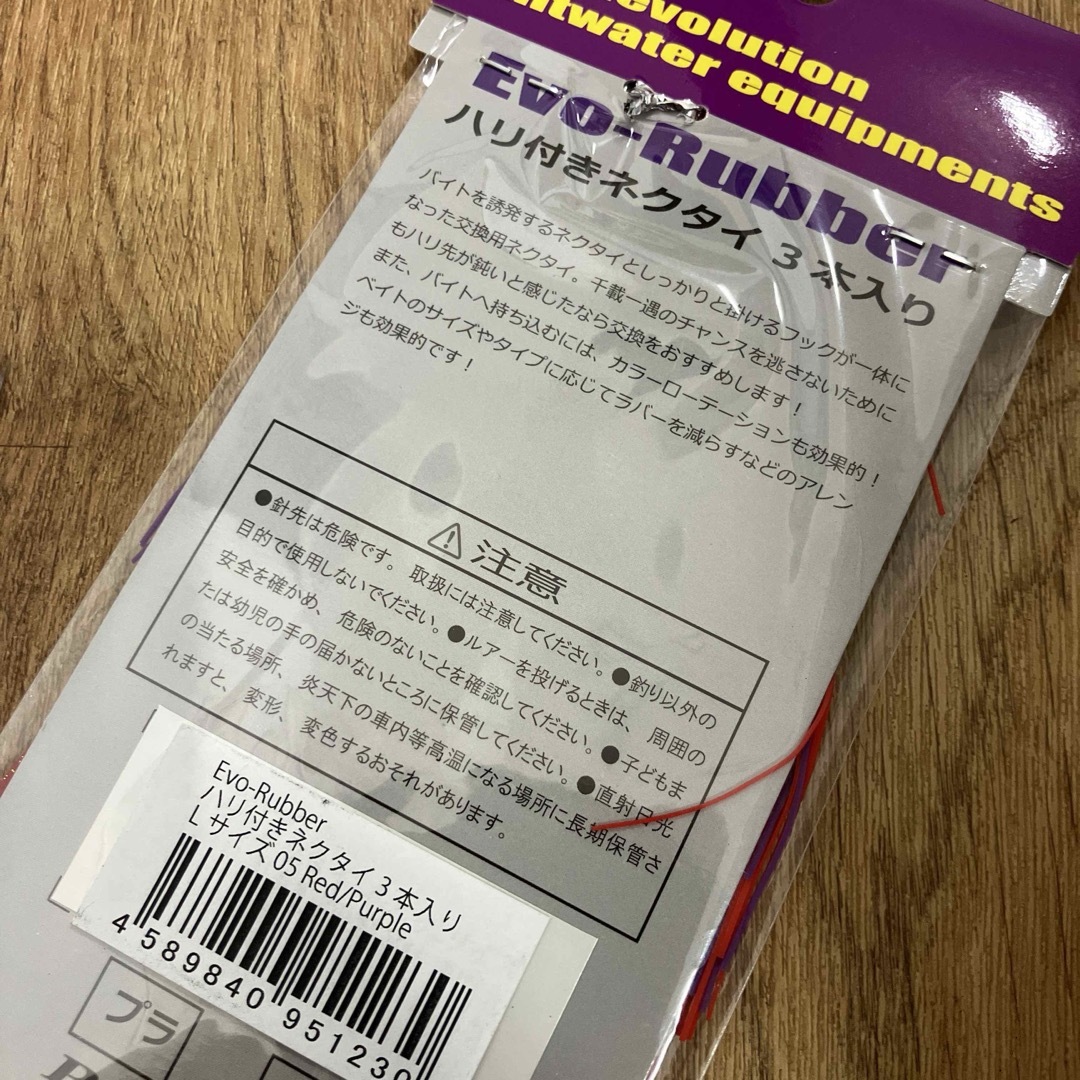 evolution
twater equipments
Evo-Rubber
ハリ付きネクタイ 3本入り
バイトを誘発するネクタイとしっかりと掛けるフックが一体に
なった交換用ネクタイ。千載一遇のチャンスを逃さないために
もハリ先が鈍いと感じたなら交換をおすすめします！
また、バイトへ持ち込むには、カラーローテーションも効果的！
ベイトのサイズやタイプに応じてラバーを減らすなどのアレン
ジも効果的です！
注意
●針先は危険です。取扱には注意してください。●釣り以外の
目的で使用しないでください。●ルアーを投げるときは、周囲の
安全を確かめ、危険のないことを確認してください。●子どもま
たは幼児の手の届かないところに保管してください。●直射日光
の当たる場所、炎天下の車内等高温になる場所に長期保管さ
れますと、変形、変色するおそれがあります。
Evo-Rubber
ハリ付きネクタイ 3本入り
L サイズ 05 Red/Purple
4 589840 951230
プラ